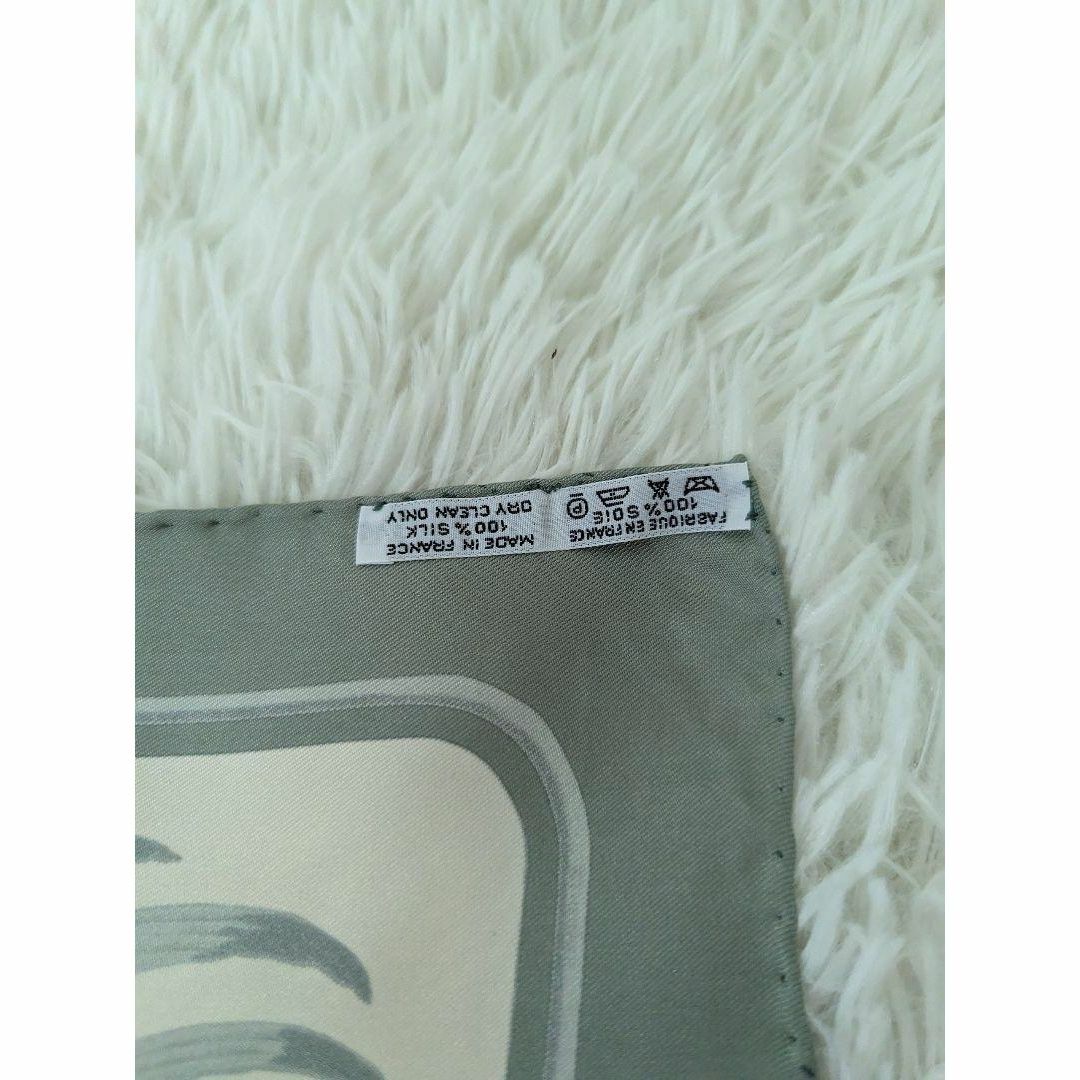 FABRIQUE EN FRANCE
100% SOIE
P
MADE IN FRANCE
100% SILK
DRY CLEAN ONLY